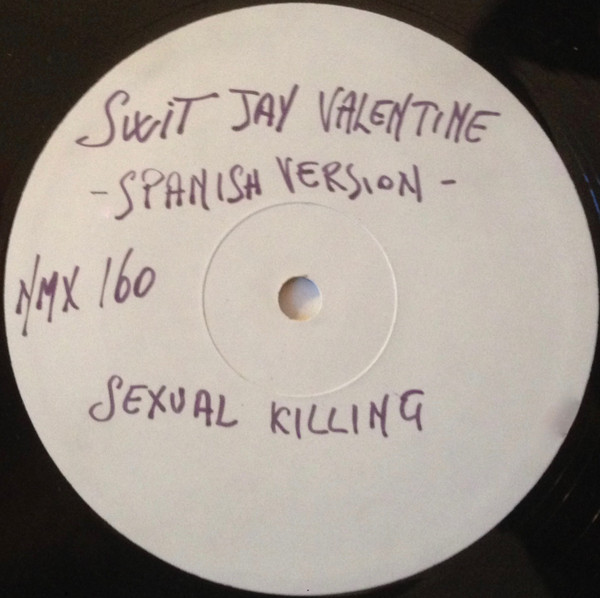 SWIT JAY VALENTINE
- SPANISH VERSION -
NMX 160
SEXUAL KILLING